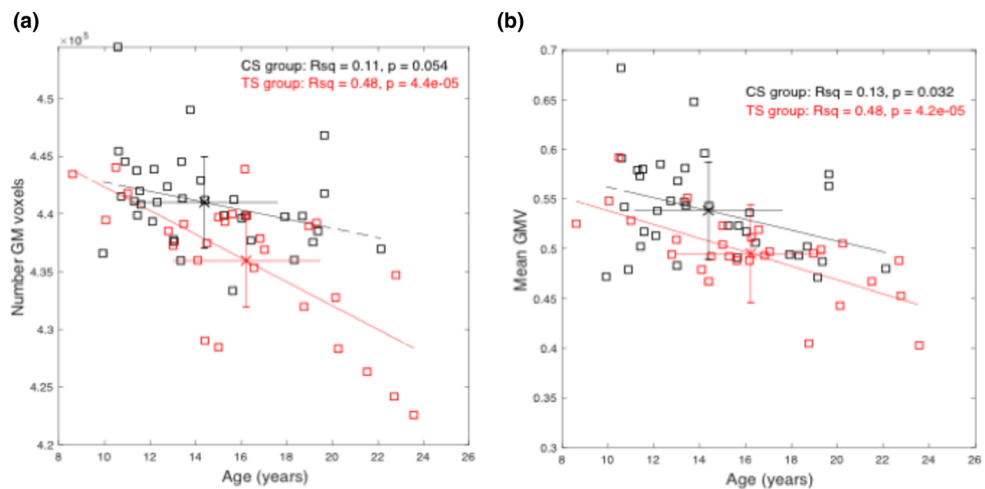 (a)
×10⁵
CS group: Rsq = 0.11, p = 0.054
TS group: Rsq = 0.48, p = 4.4e-05
4.5
4.45
4.4
4.35
4.3
4.25
4.2
Number GM voxels
8 10 12 14 16 18 20 22 24 26
Age (years)
(b)
CS group: Rsq = 0.13, p = 0.032
TS group: Rsq = 0.48, p = 4.2e-05
0.7
0.65
0.6
0.55
0.5
0.45
0.4
0.35
0.3
Mean GMV
8 10 12 14 16 18 20 22 24 26
Age (years)